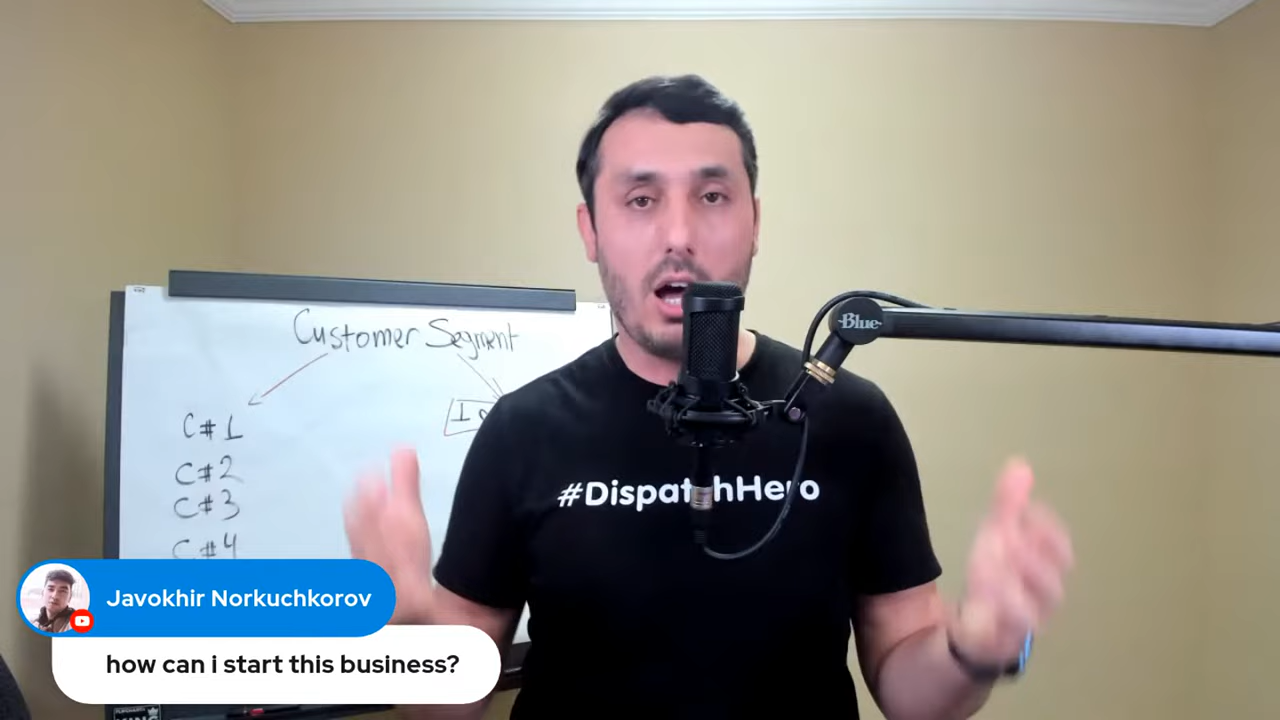 Customer Segment
C#1
C#2
C#3
C#4
Blue
#DispatchHero
Javokhir Norkuchkorov
how can i start this business?